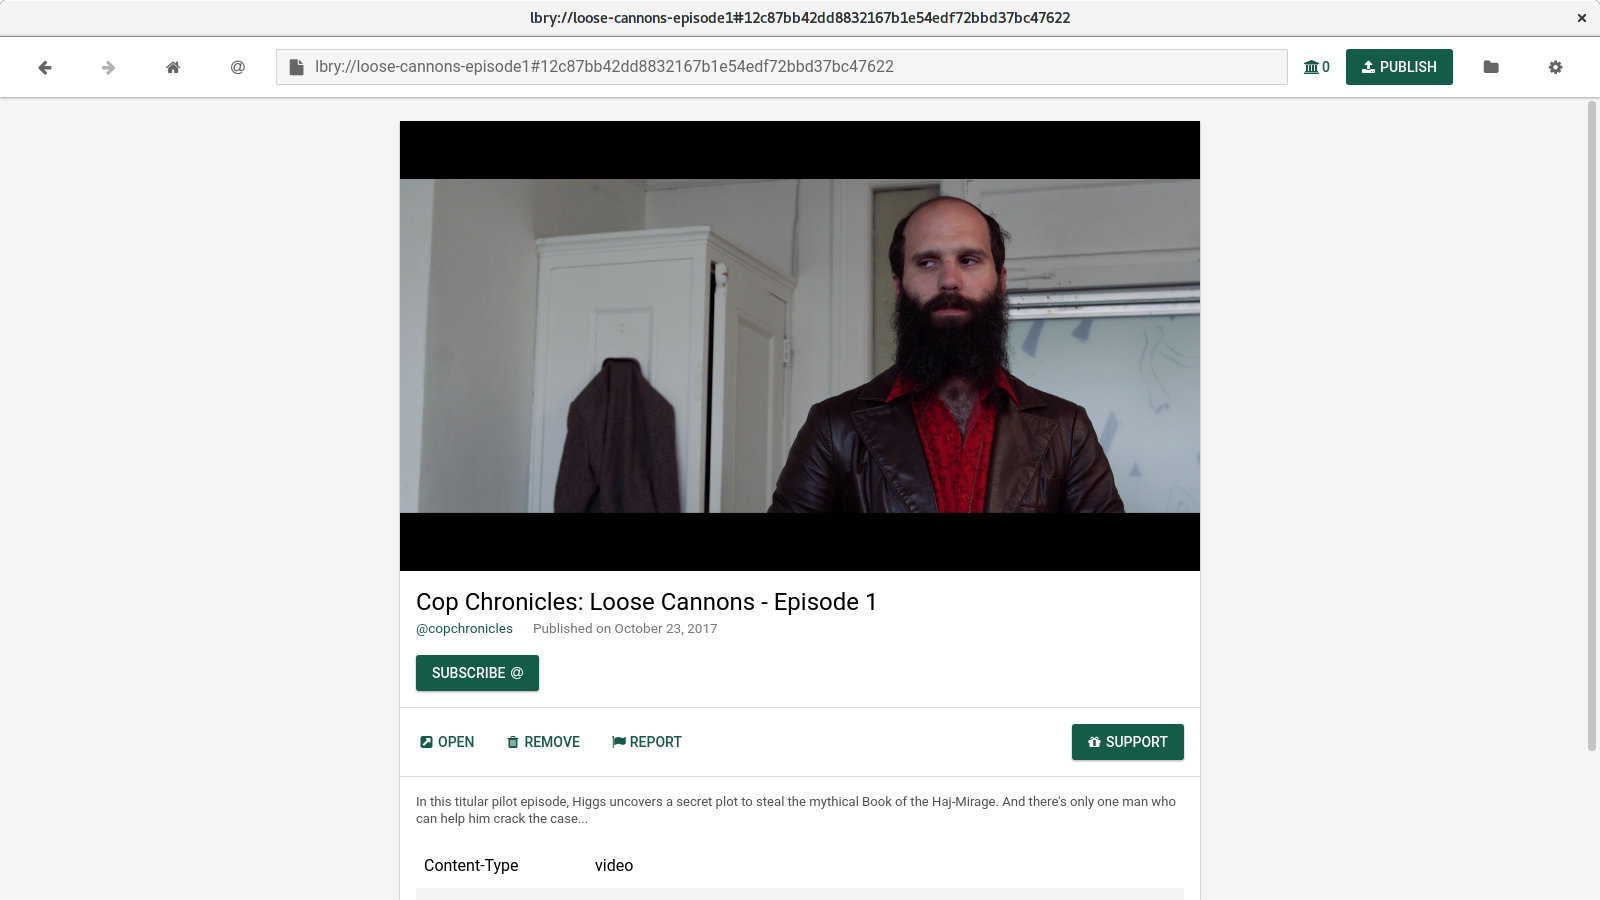 lbry://loose-cannons-episode1#12c87bb42dd8832167b1e54edf72bbd37bc47622
@ lbry://loose-cannons-episode1#12c87bb42dd8832167b1e54edf72bbd37bc47622 0 PUBLISH
Cop Chronicles: Loose Cannons - Episode 1
@copchronicles Published on October 23, 2017
SUBSCRIBE @
OPEN REMOVE REPORT SUPPORT
In this titular pilot episode, Higgs uncovers a secret plot to steal the mythical Book of the Haj-Mirage. And there's only one man who
can help him crack the case...
Content-Type video